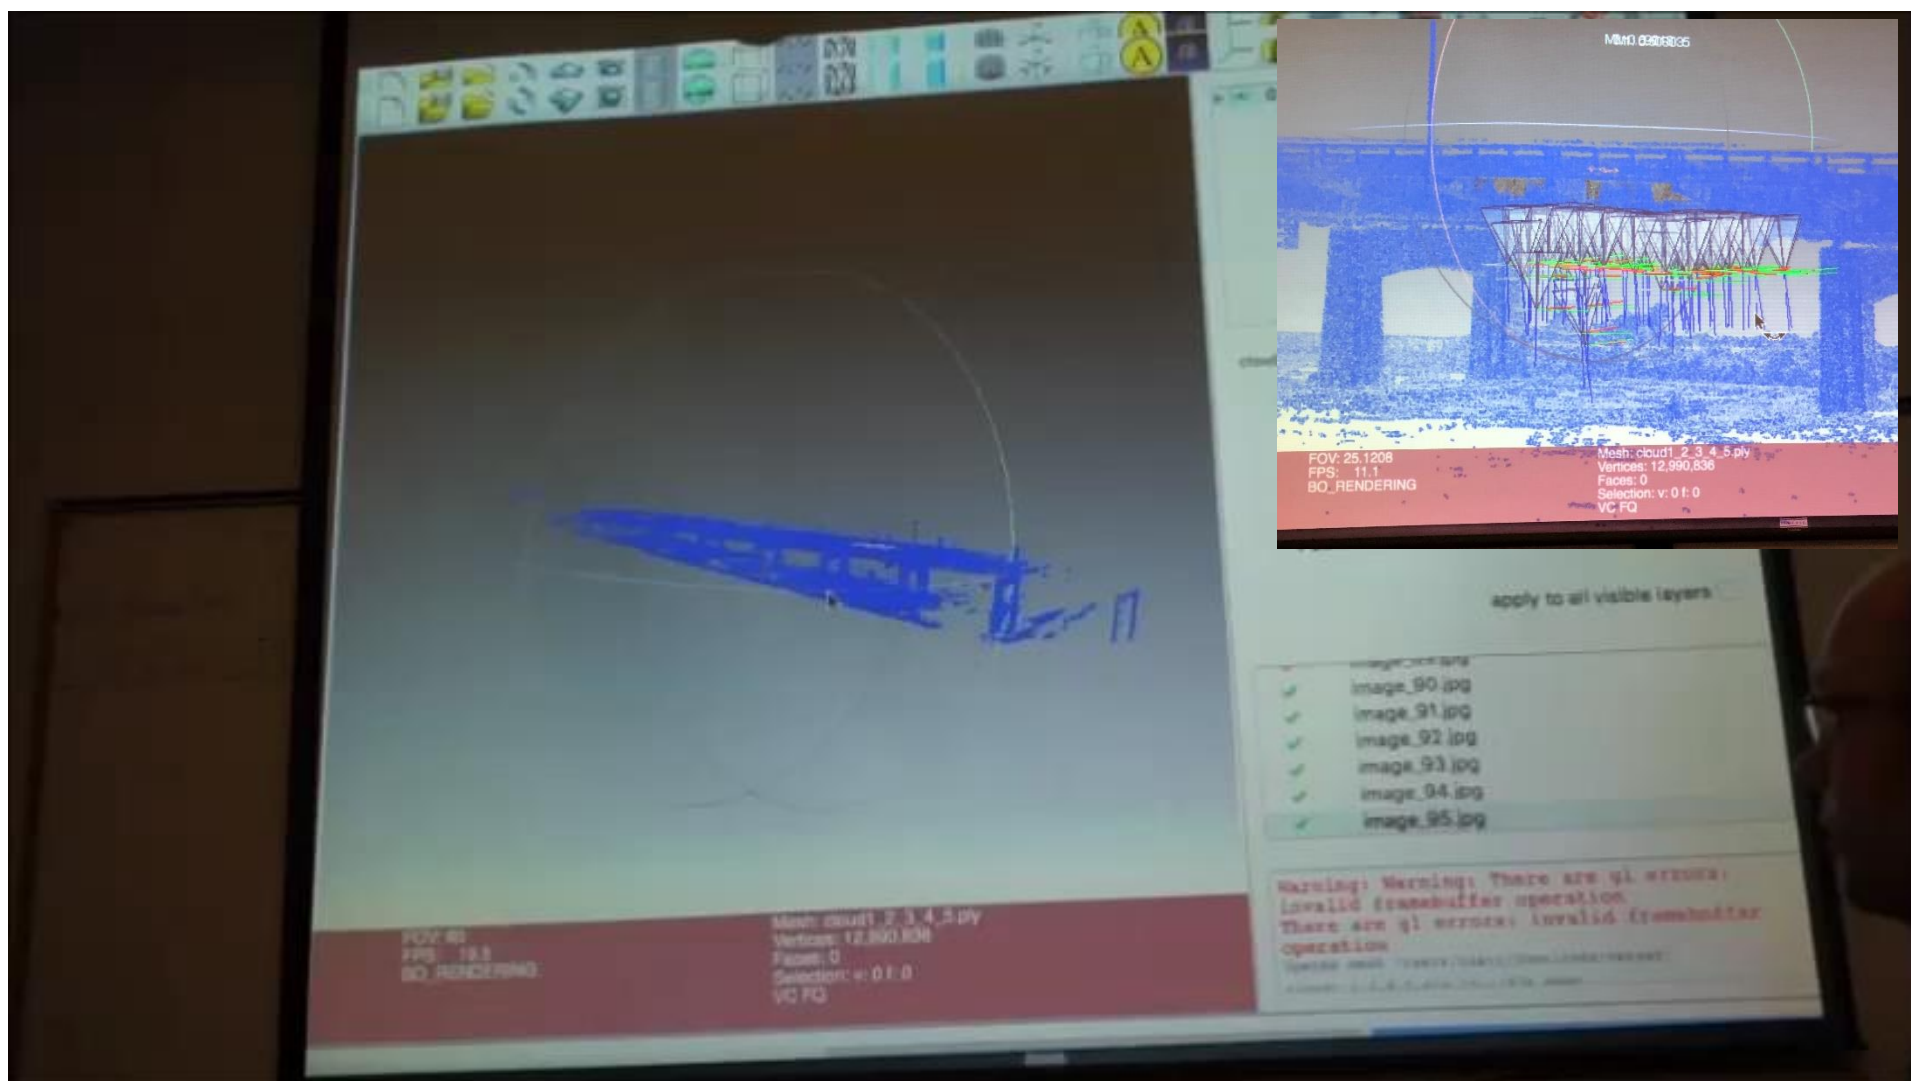 A
A
FOV: 25.1208
FPS: 11.1
BO_RENDERING
Mesh: cloud1_2_3_4_5.ply
Vertices: 12,990,836
Faces: 0
Selection: v: 0 f: 0
VC FQ
apply to all visible layers
image_90.jpg
image_91.jpg
image_92.jpg
image_93.jpg
image_94.jpg
image_95.jpg
Warning: Warning: There are gl errors:
invalid framebuffer operation
There are gl errors: invalid framebuffer
operation
FOV: 60
FPS:
BO_RENDERING
Mesh: cloud1_2_3_4_5.ply
Vertices: 12,990,836
Faces: 0
Selection: v: 0 f: 0
VC FQ